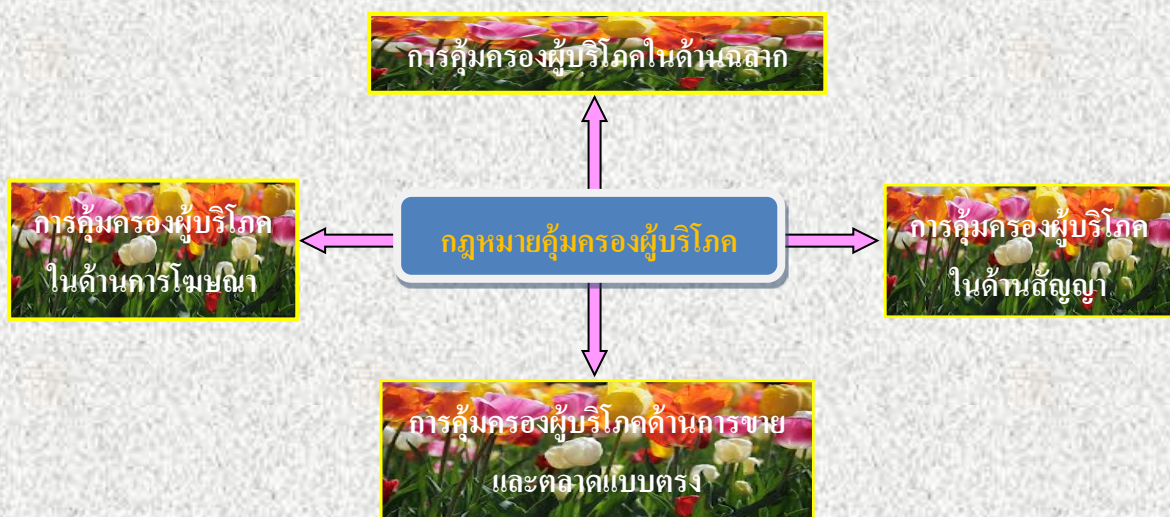 การคุ้มครองผู้บริโภคในด้านฉลาก
การคุ้มครองผู้บริโภค
ในด้านการโฆษณา
กฎหมายคุ้มครองผู้บริโภค
การคุ้มครองผู้บริโภค
ในด้านสัญญา
การคุ้มครองผู้บริโภคด้านการขาย
และตลาดแบบตรง